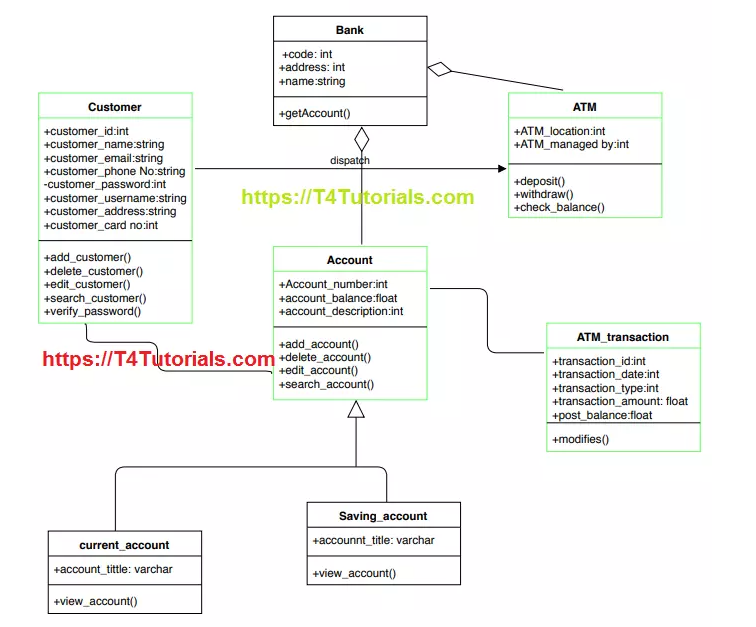 Bank
+code: int
+address: int
+name:string
+getAccount()
Customer
+customer_id:int
+customer_name:string
+customer_email:string
+customer_phone No:string
-customer_password:int
+customer_username:string
+customer_address:string
+customer_card no:int
+add_customer()
+delete_customer()
+edit_customer()
+search_customer()
+verify_password()
dispatch
ATM
+ATM_location:int
+ATM_managed by:int
+deposit()
+withdraw()
+check_balance()
https://T4Tutorials.com
Account
+Account_number:int
+account_balance:float
+account_description:int
+add_account()
+delete_account()
+edit_account()
+search_account()
https://T4Tutorials.com
ATM_transaction
+transaction_id:int
+transaction_date:int
+transaction_type:int
+transaction_amount: float
+post_balance:float
+modifies()
current_account
+account_tittle: varchar
+view_account()
Saving_account
+accounnt_title: varchar
+view_account()